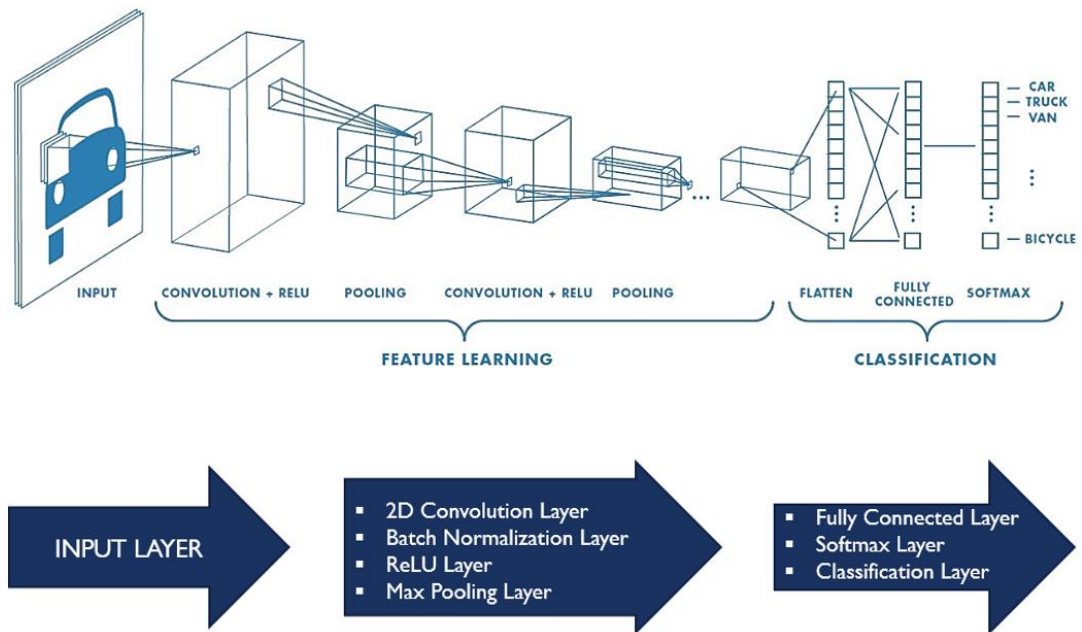 CAR
TRUCK
VAN
BICYCLE
INPUT
CONVOLUTION + RELU
POOLING
CONVOLUTION + RELU
POOLING
FLATTEN
FULLY
CONNECTED
SOFTMAX
FEATURE LEARNING
CLASSIFICATION
INPUT LAYER
▪ 2D Convolution Layer
▪ Batch Normalization Layer
▪ ReLU Layer
▪ Max Pooling Layer
▪ Fully Connected Layer
▪ Softmax Layer
▪ Classification Layer